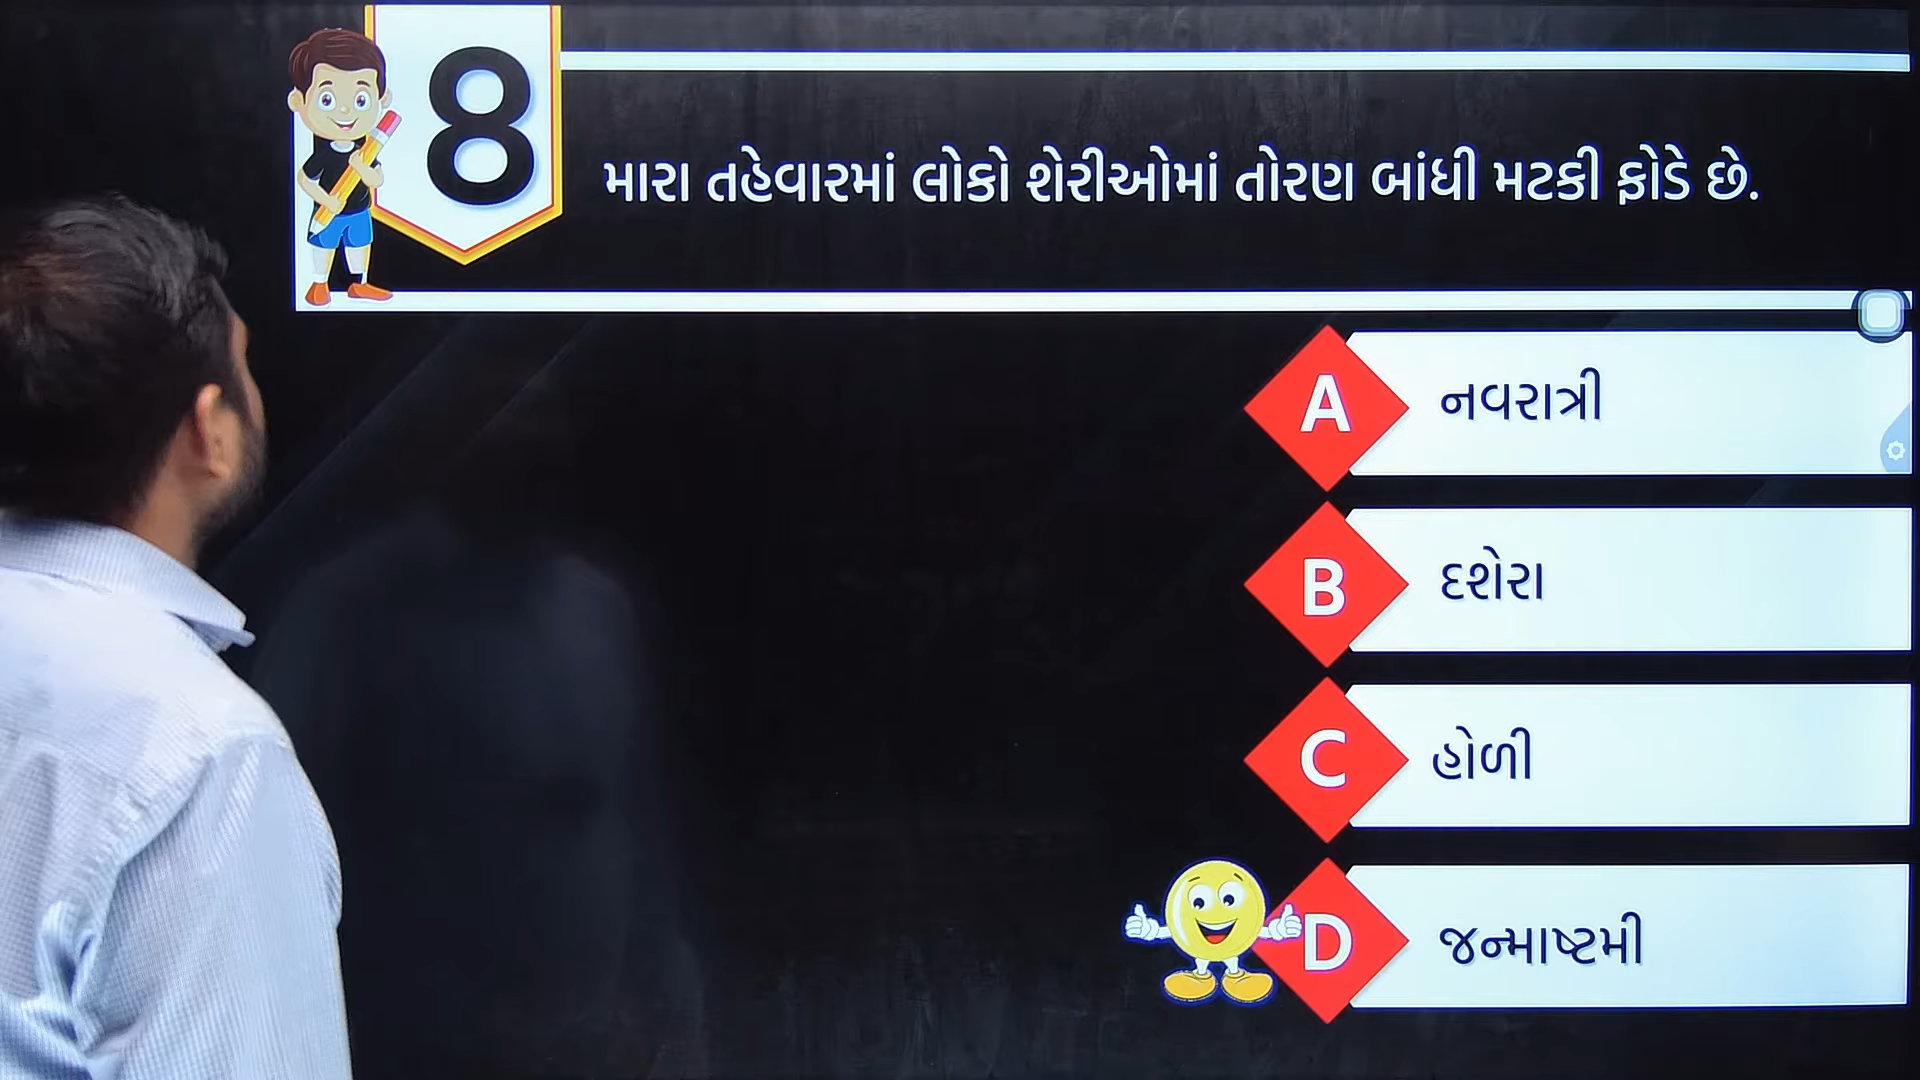 8
મારા તહેવારમાં લોકો શેરીઓમાં તોરણ બાંધી મટકી ફોડે છે.
A નવરાત્રી
B દશેરા
C હોળી
D જન્માષ્ટમી